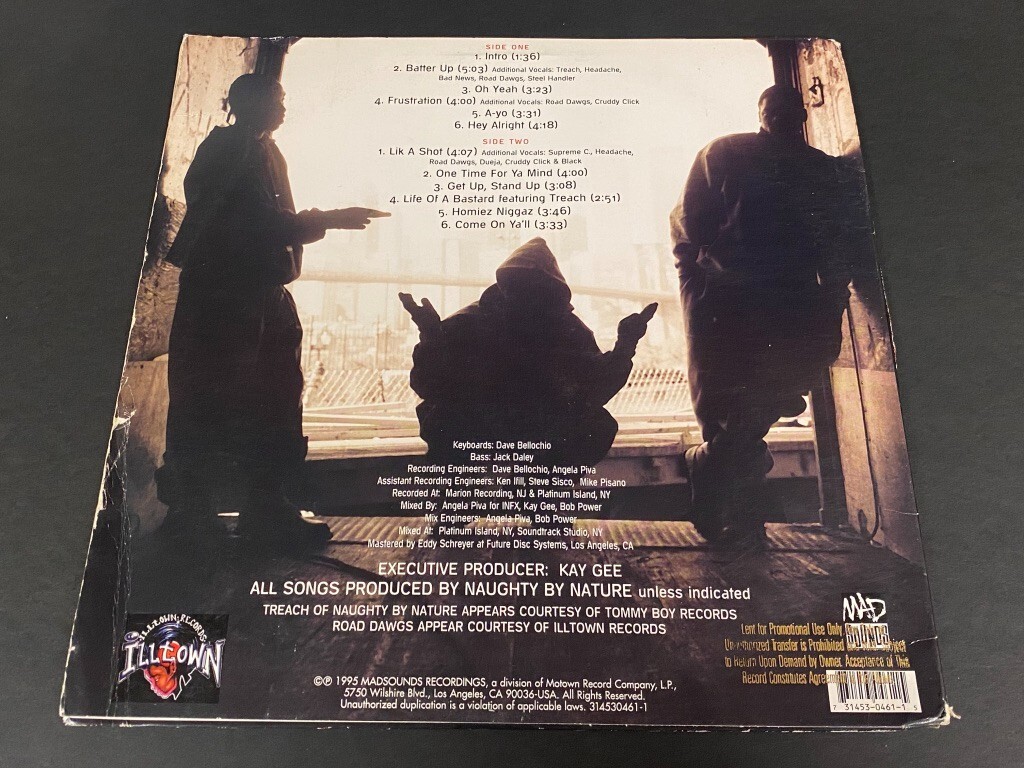 SIDE ONE
1. Intro (1:36)
2. Batter Up (5:03) Additional Vocals: Treach, Headache,
Bad News, Road Dawgs, Steel Handler
3. Oh Yeah (3:23)
4. Frustration (4:00) Additional Vocals: Road Dawgs, Cruddy Click
5. A-yo (3:31)
6. Hey Alright (4:18)
SIDE TWO
1. Lik A Shot (4:07) Additional Vocals: Supreme C., Headache,
Road Dawgs, Dueja, Cruddy Click & Black
2. One Time For Ya Mind (4:00)
3. Get Up, Stand Up (3:08)
4. Life Of A Bastard featuring Treach (2:51)
5. Homiez Niggaz (3:46)
6. Come On Ya'll (3:33)
Keyboards: Dave Bellochio
Bass: Jack Daley
Recording Engineers: Dave Bellochio, Angela Piva
Assistant Recording Engineers: Ken Ifill, Steve Sisco, Mike Pisano
Recorded At: Marion Recording, NJ & Platinum Island, NY
Mixed By: Angela Piva for INFX, Kay Gee, Bob Power
Mix Engineers: Angela Piva, Bob Power
Mixed At: Platinum Island, NY, Soundtrack Studio, NY
Mastered by Eddy Schreyer at Future Disc Systems, Los Angeles, CA
EXECUTIVE PRODUCER: KAY GEE
ALL SONGS PRODUCED BY NAUGHTY BY NATURE unless indicated
TREACH OF NAUGHTY BY NATURE APPEARS COURTESY OF TOMMY BOY RECORDS
ROAD DAWGS APPEAR COURTESY OF ILLTOWN RECORDS
ILLTOWN RECORDS
ILLTOWN
©℗ 1995 MADSOUNDS RECORDINGS, a division of Motown Record Company, L.P.,
5750 Wilshire Blvd., Los Angeles, CA 90036-USA. All Rights Reserved.
Unauthorized duplication is a violation of applicable laws. 314530461-1
MAD
SOUNDS
Lent for Promotional Use Only
Unauthorized Transfer is Prohibited and Subject
to Return Upon Demand by Owner. Acceptance of This
Record Constitutes
7 31453-0461-1 5